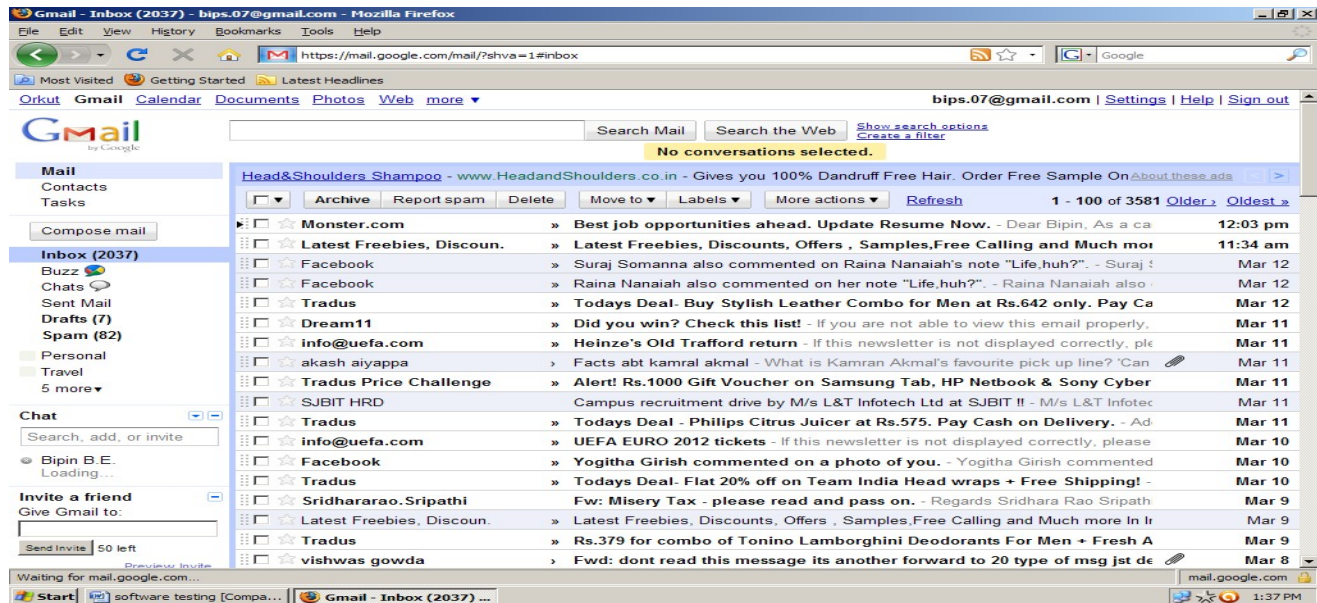 Gmail - Inbox (2037) - bips.07@gmail.com - Mozilla Firefox
File Edit View History Bookmarks Tools Help
https://mail.google.com/mail/?shva=1#inbox
G Google
Most Visited Getting Started Latest Headlines
Orkut Gmail Calendar Documents Photos Web more ▼ bips.07@gmail.com | Settings | Help | Sign out
Gmail by Google
Search Mail Search the Web Show search options
Create a filter
No conversations selected.
Mail
Contacts
Tasks
Compose mail
Inbox (2037)
Buzz
Chats
Sent Mail
Drafts (7)
Spam (82)
Personal
Travel
5 more▼
Chat
Search, add, or invite
Bipin B.E.
Loading...
Invite a friend
Give Gmail to:
Send Invite 50 left
Preview Invite
Head&Shoulders Shampoo - www.HeadandShoulders.co.in - Gives you 100% Dandruff Free Hair. Order Free Sample On About these ads < >
Archive Report spam Delete Move to ▼ Labels ▼ More actions ▼ Refresh 1 - 100 of 3581 Older › Oldest »
Monster.com » Best job opportunities ahead. Update Resume Now. - Dear Bipin, As a ca 12:03 pm
Latest Freebies, Discoun. » Latest Freebies, Discounts, Offers , Samples,Free Calling and Much mor 11:34 am
Facebook » Suraj Somanna also commented on Raina Nanaiah's note "Life,huh?". - Suraj Mar 12
Facebook » Raina Nanaiah also commented on her note "Life,huh?". - Raina Nanaiah also Mar 12
Tradus » Todays Deal- Buy Stylish Leather Combo for Men at Rs.642 only. Pay Ca Mar 12
Dream11 » Did you win? Check this list! - If you are not able to view this email properly, Mar 11
info@uefa.com » Heinze's Old Trafford return - If this newsletter is not displayed correctly, ple Mar 11
akash aiyappa › Facts abt kamral akmal - What is Kamran Akmal's favourite pick up line? 'Can Mar 11
Tradus Price Challenge » Alert! Rs.1000 Gift Voucher on Samsung Tab, HP Netbook & Sony Cyber Mar 11
SJBIT HRD Campus recruitment drive by M/s L&T Infotech Ltd at SJBIT !! - M/s L&T Infotec Mar 11
Tradus » Todays Deal - Philips Citrus Juicer at Rs.575. Pay Cash on Delivery. - Ad Mar 11
info@uefa.com » UEFA EURO 2012 tickets - If this newsletter is not displayed correctly, please Mar 10
Facebook » Yogitha Girish commented on a photo of you. - Yogitha Girish commented Mar 10
Tradus » Todays Deal- Flat 20% off on Team India Head wraps + Free Shipping! - Mar 10
Sridhararao.Sripathi Fw: Misery Tax - please read and pass on. - Regards Sridhara Rao Sripath Mar 9
Latest Freebies, Discoun. » Latest Freebies, Discounts, Offers , Samples,Free Calling and Much more In Ir Mar 9
Tradus » Rs.379 for combo of Tonino Lamborghini Deodorants For Men + Fresh A Mar 9
vishwas gowda › Fwd: dont read this message its another forward to 20 type of msg jst de Mar 8
Waiting for mail.google.com... mail.google.com
Start software testing [Compa... Gmail - Inbox (2037) ... 1:37 PM